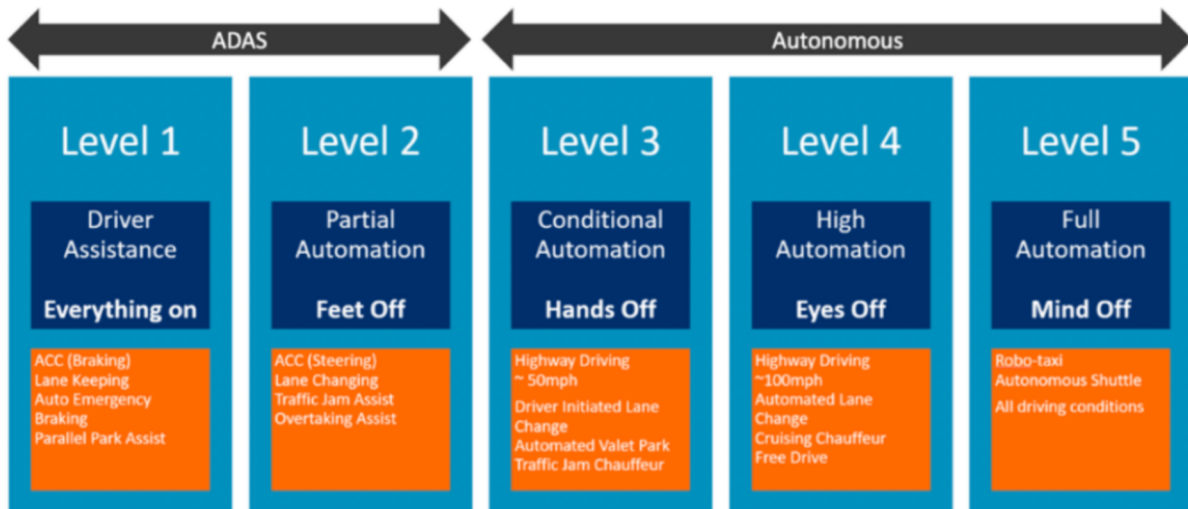 ADAS
Autonomous
Level 1
Driver
Assistance
Everything on
ACC (Braking)
Lane Keeping
Auto Emergency
Braking
Parallel Park Assist
Level 2
Partial
Automation
Feet Off
ACC (Steering)
Lane Changing
Traffic Jam Assist
Overtaking Assist
Level 3
Conditional
Automation
Hands Off
Highway Driving
~ 50mph
Driver Initiated Lane
Change
Automated Valet Park
Traffic Jam Chauffeur
Level 4
High
Automation
Eyes Off
Highway Driving
~100mph
Automated Lane
Change
Cruising Chauffeur
Free Drive
Level 5
Full
Automation
Mind Off
Robo-taxi
Autonomous Shuttle
All driving conditions